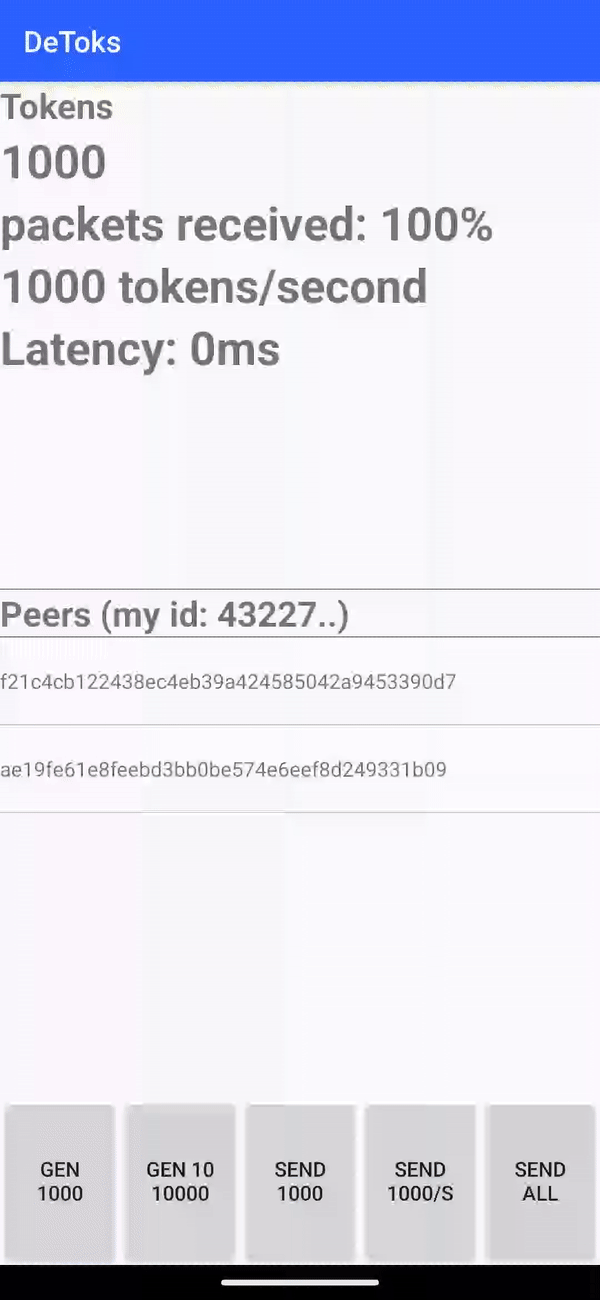 DeToks
Tokens
1000
packets received: 100%
1000 tokens/second
Latency: 0ms
Peers (my id: 43227..)
f21c4cb122438ec4eb39a424585042a9453390d7
ae19fe61e8feebd3bb0be574e6eef8d249331b09
GEN
1000
GEN 10
10000
SEND
1000
SEND
1000/S
SEND
ALL